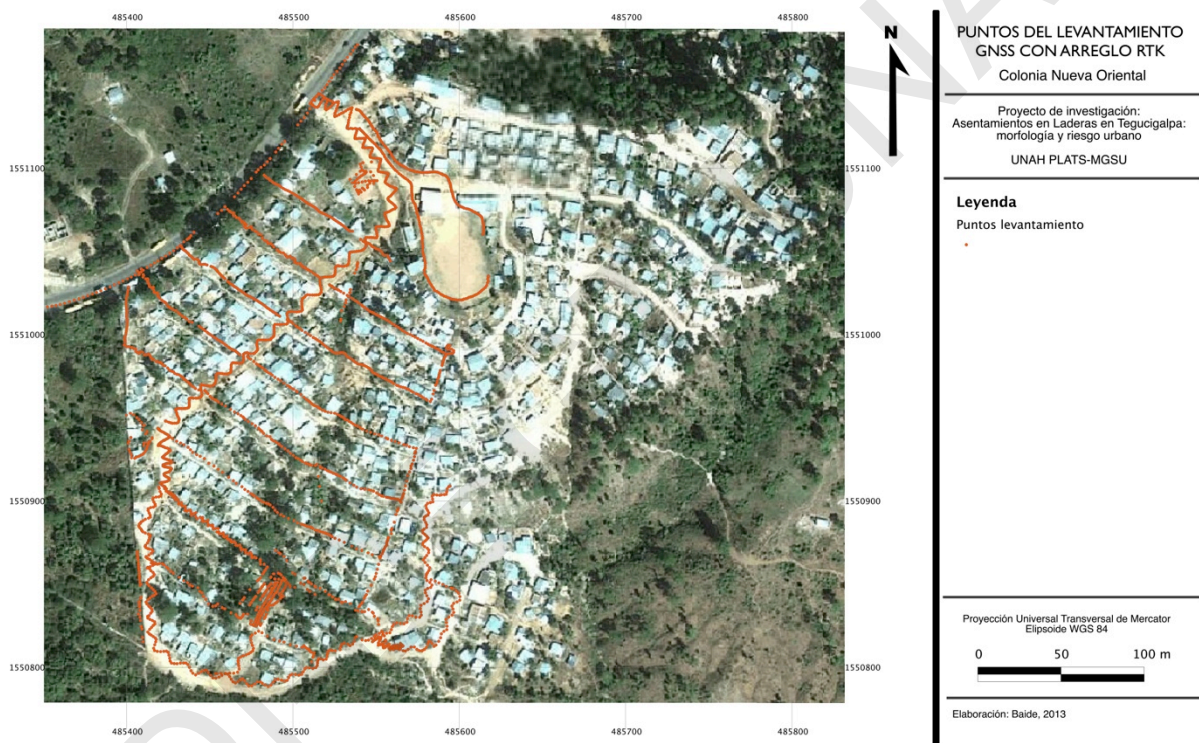 485400 485500 485600 485700 485800
1551100 1551100
1551000 1551000
1550900 1550900
1550800 1550800
485400 485500 485600 485700 485800
N
PUNTOS DEL LEVANTAMIENTO
GNSS CON ARREGLO RTK
Colonia Nueva Oriental
Proyecto de investigación:
Asentamientos en Laderas en Tegucigalpa:
morfología y riesgo urbano
UNAH PLATS-MGSU
Leyenda
Puntos levantamiento
Proyección Universal Transversal de Mercator
Elipsoide WGS 84
0 50 100 m
Elaboración: Baide, 2013